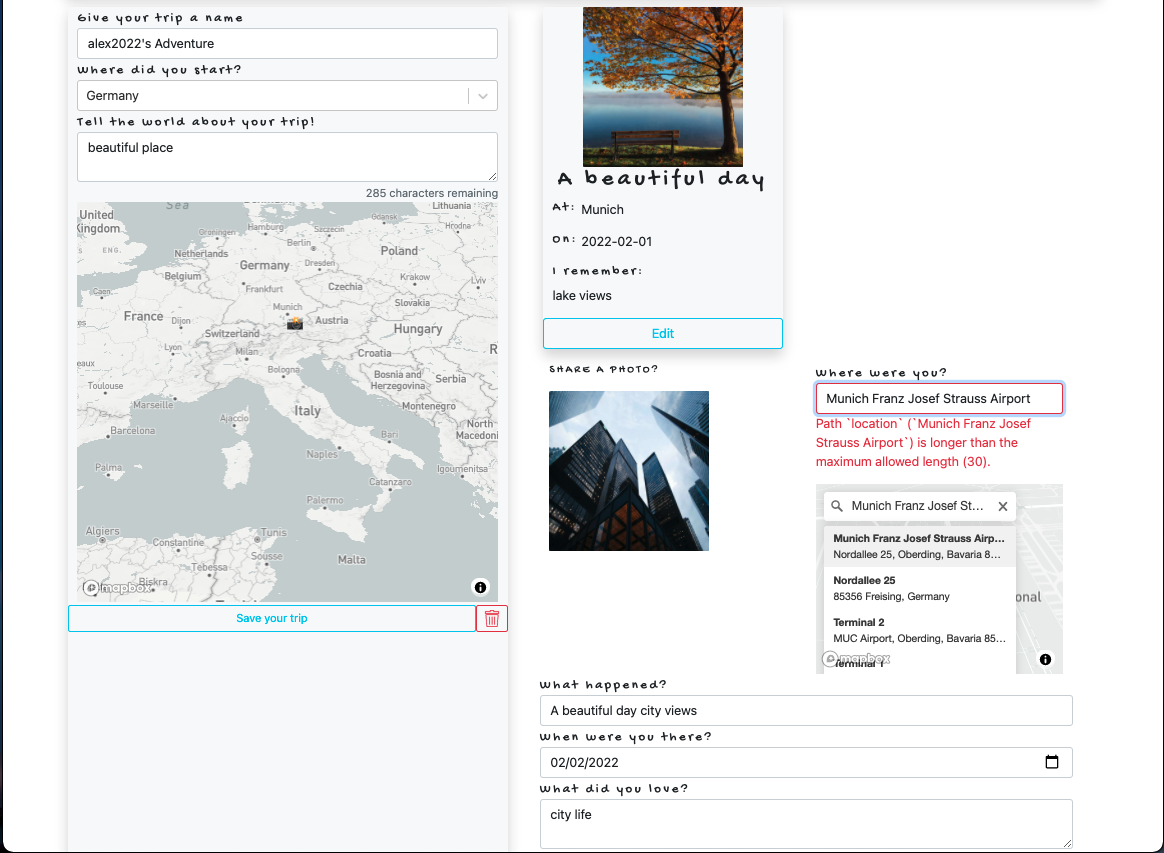 Give your trip a name
alex2022's Adventure
Where did you start?
Germany
Tell the world about your trip!
beautiful place
285 characters remaining
Sea
United
Kingdom
ENG.
Netherlands
Belgium
Groningen
Hamburg
Szczecin
Gdansk
Lithuania
Hrodna
Berlin
Poland
Germany
Dresden
Frankfurt
Krakow
Lviv
Czechia
Slovakia
Caen
France
Dijon
Munich
Austria
Switzerland
Hungary
Lyon
Milan
Croatia
Bologna
Bosnia and
Herzegovina
Serbia
Toulouse
Marseille
Montenegro
Italy
Ajaccio
North
Macedoni
Barcelona
Bari
Naples
Palma
Igoumenitsa
Catanzaro
Palermo
Algiers
Constantine
Tunis
Sousse
Tebessa
Biskra
Malta
mapbox
Save your trip
A beautiful day
At: Munich
On: 2022-02-01
I remember:
lake views
Edit
SHARE A PHOTO?
Where were you?
Munich Franz Josef Strauss Airport
Path `location` (`Munich Franz Josef
Strauss Airport`) is longer than the
maximum allowed length (30).
Munich Franz Josef St...
Munich Franz Josef Strauss Airp...
Nordallee 25, Oberding, Bavaria 8...
Nordallee 25
85356 Freising, Germany
Terminal 2
MUC Airport, Oberding, Bavaria 85...
Terminal 1
onal
mapbox
What happened?
A beautiful day city views
When were you there?
02/02/2022
What did you love?
city life